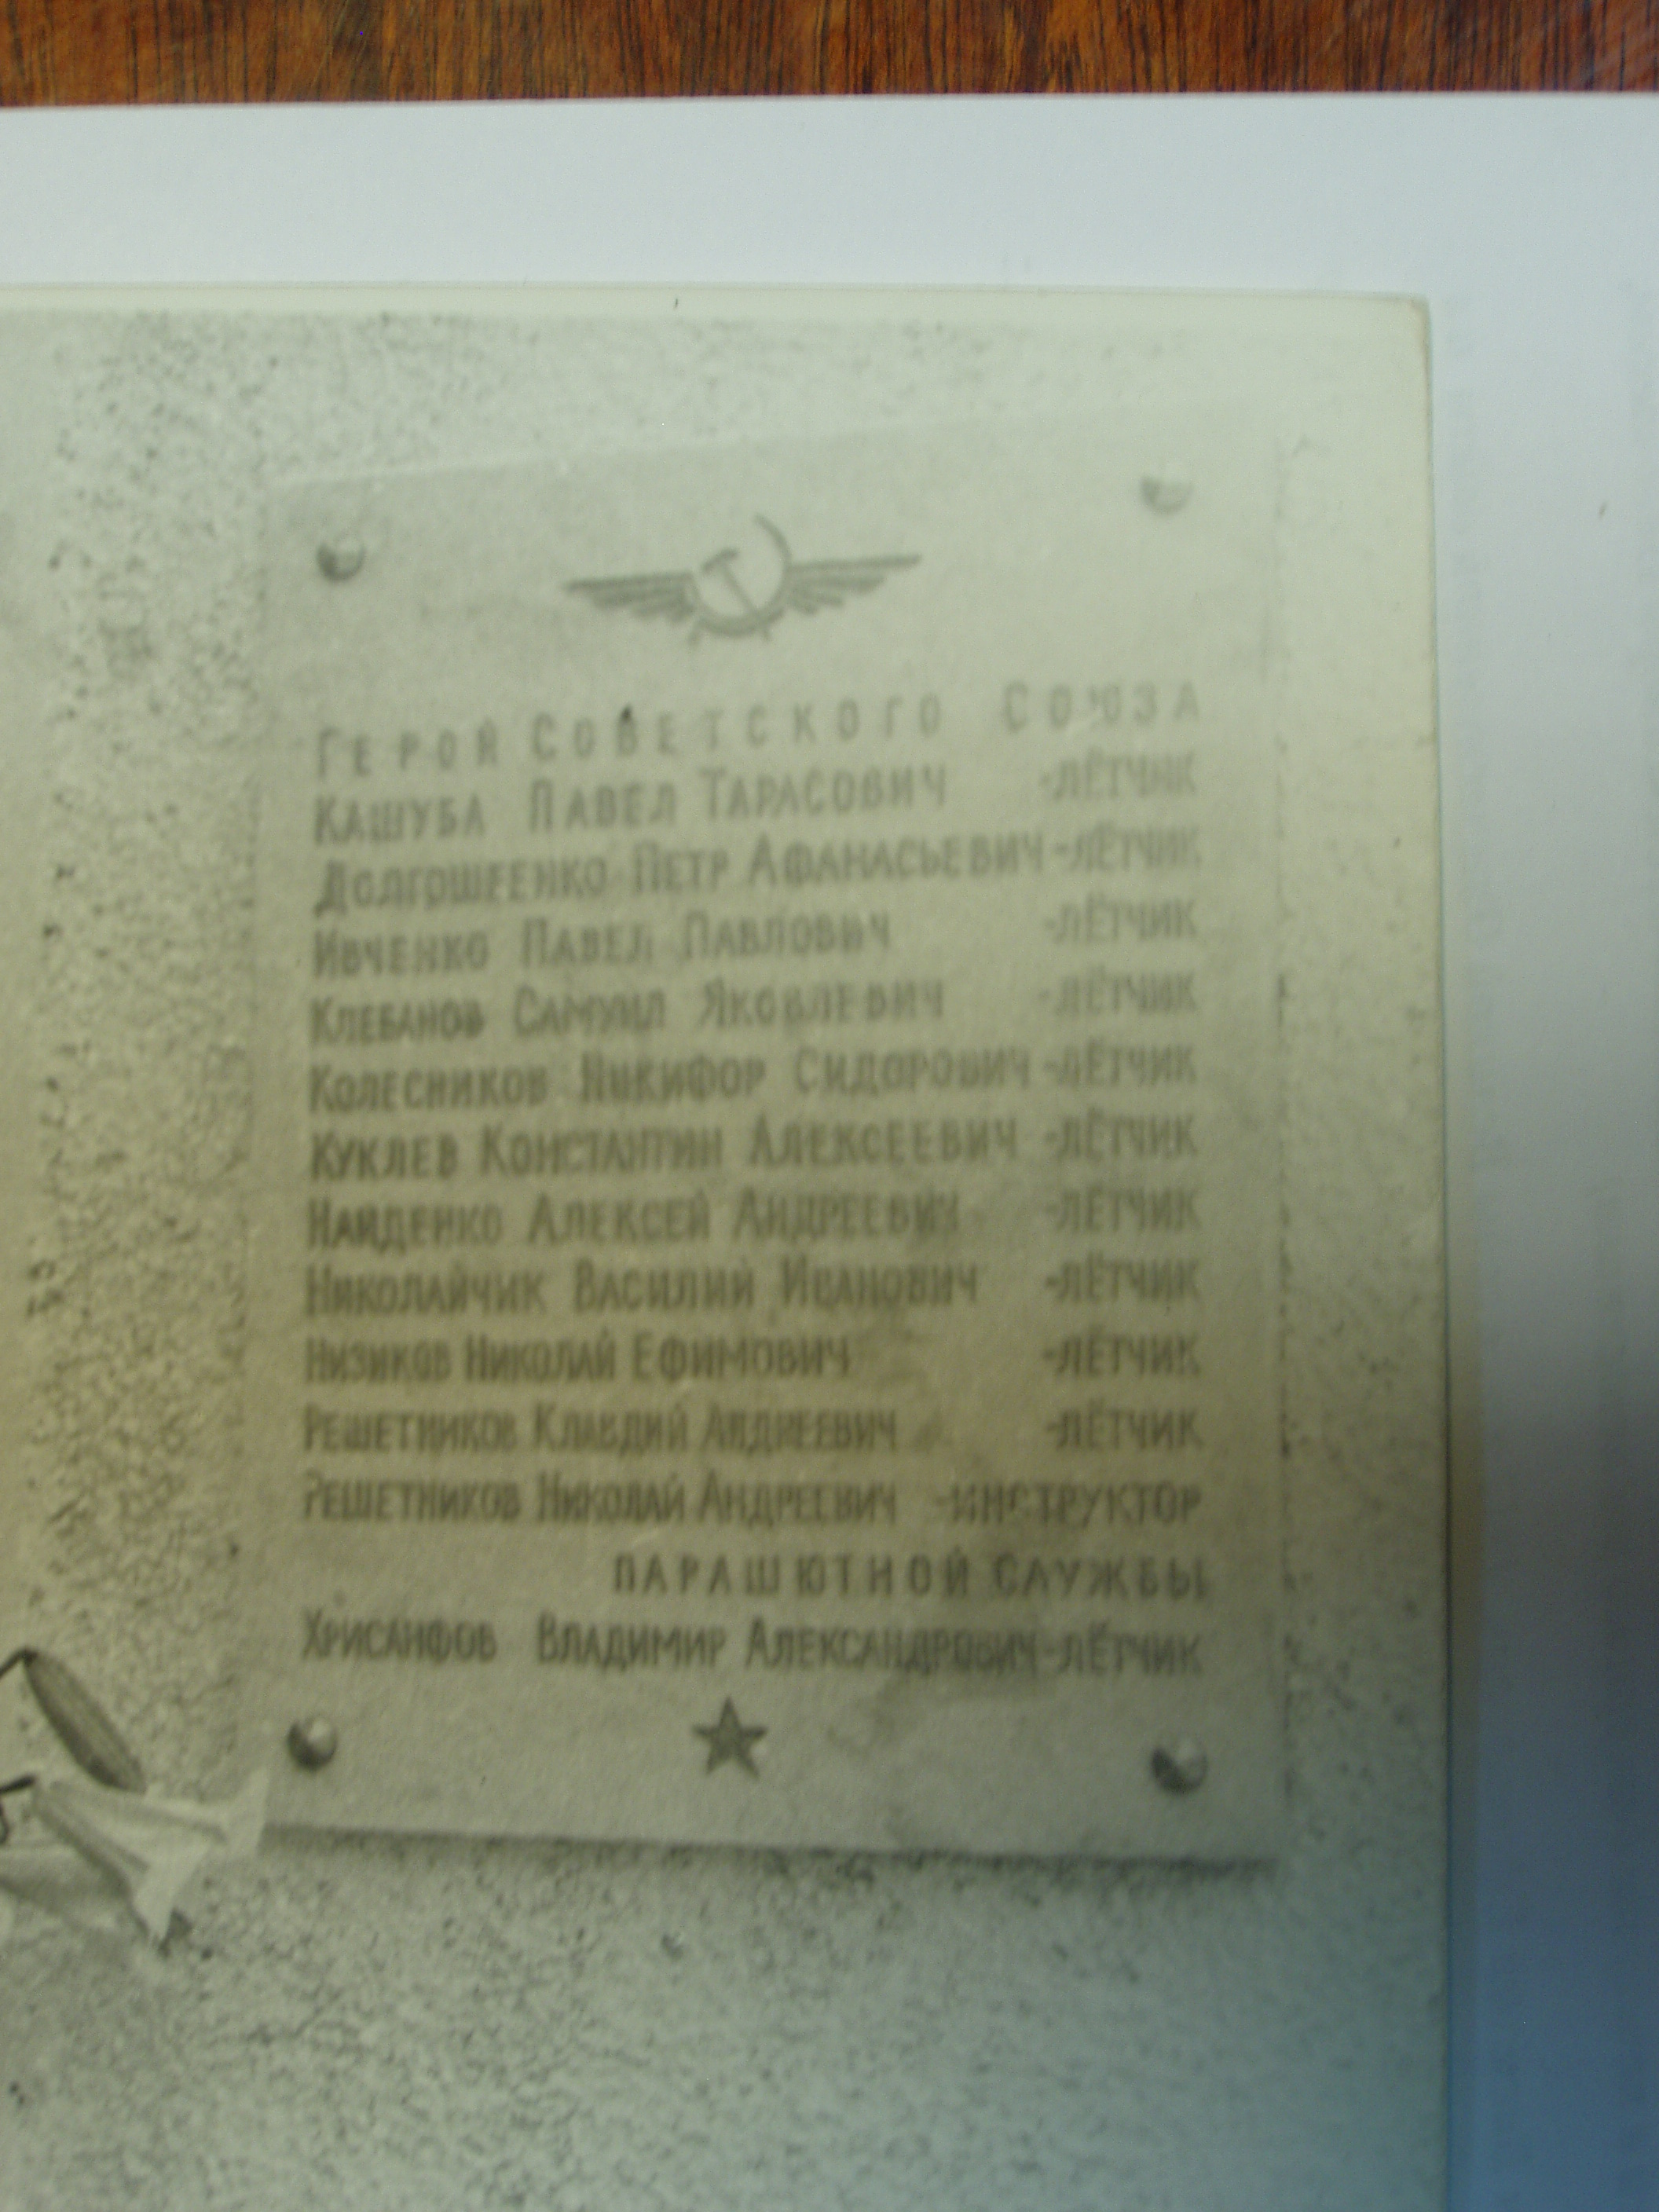 ГЕРОЙ СОВЕТСКОГО СОЮЗА
КАШУБА ПАВЕЛ ТАРАСОВИЧ -ЛЁТЧИК
ДОЛГОШЕЕНКО ПЕТР АФАНАСЬЕВИЧ -ЛЁТЧИК
ИВЧЕНКО ПАВЕЛ ПАВЛОВИЧ -ЛЁТЧИК
КЛЕБАНОВ САМУИЛ ЯКОВЛЕВИЧ -ЛЁТЧИК
КОЛЕСНИКОВ НИКИФОР СИДОРОВИЧ -ЛЁТЧИК
КУКЛЕВ КОНСТАНТИН АЛЕКСЕЕВИЧ -ЛЁТЧИК
НАЙДЕНКО АЛЕКСЕЙ АНДРЕЕВИЧ -ЛЁТЧИК
НИКОЛАЙЧИК ВАСИЛИЙ ИВАНОВИЧ -ЛЁТЧИК
НИЗИКОВ НИКОЛАЙ ЕФИМОВИЧ -ЛЁТЧИК
РЕШЕТНИКОВ КЛАВДИЙ АНДРЕЕВИЧ -ЛЁТЧИК
РЕШЕТНИКОВ НИКОЛАЙ АНДРЕЕВИЧ -ИНСТРУКТОР
ПАРАШЮТНОЙ СЛУЖБЫ
ХРИСАНФОВ ВЛАДИМИР АЛЕКСАНДРОВИЧ -ЛЁТЧИК